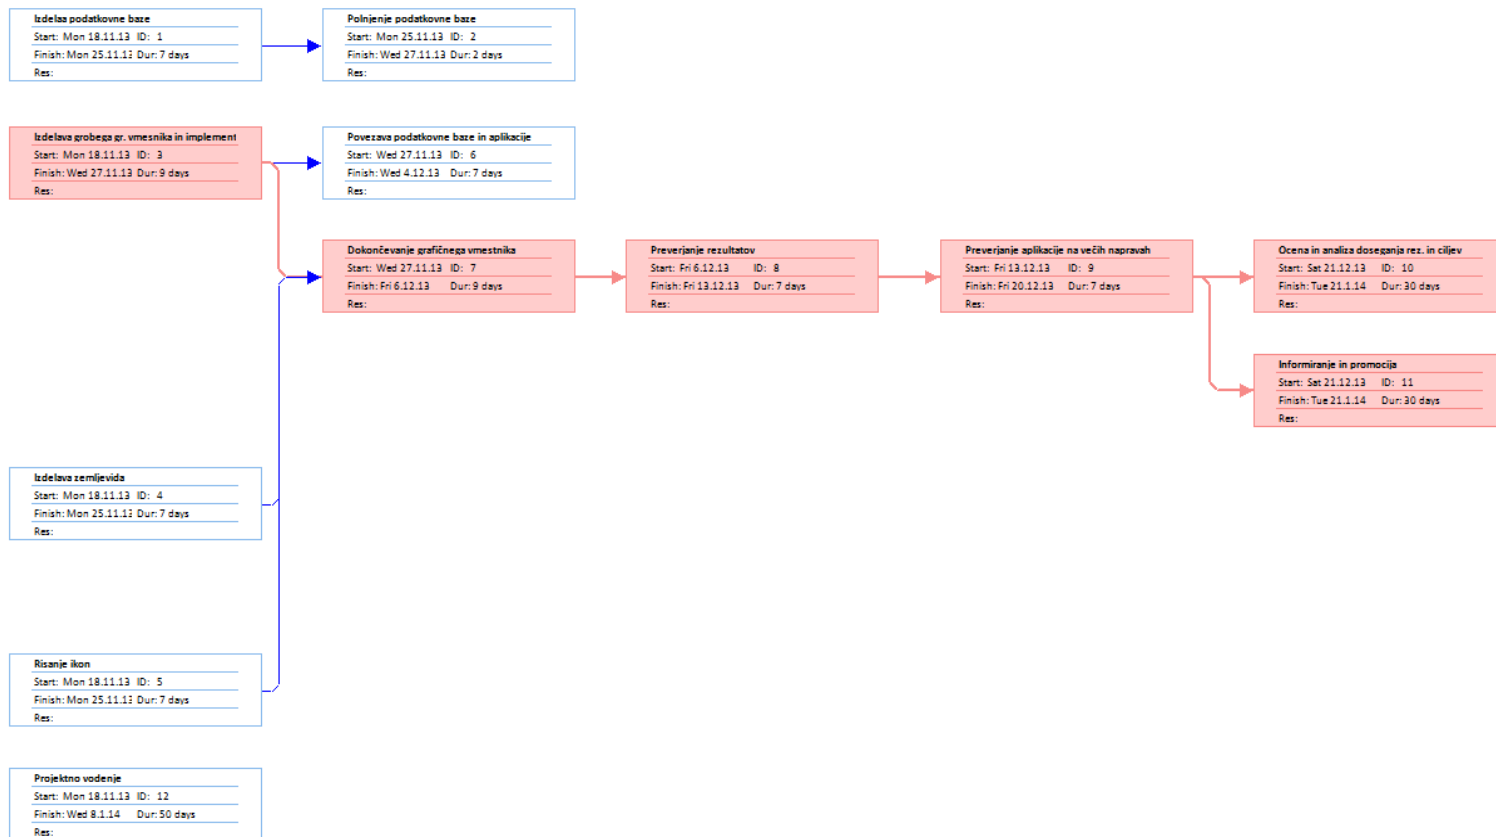 Izdelaa podatkovne baze
Start: Mon 18.11.13 ID: 1
Finish: Mon 25.11.13 Dur: 7 days
Res:
Polnjenje podatkovne baze
Start: Mon 25.11.13 ID: 2
Finish: Wed 27.11.13 Dur: 2 days
Res:
Izdelava grobega gr. vmesnika in implement
Start: Mon 18.11.13 ID: 3
Finish: Wed 27.11.13 Dur: 9 days
Res:
Povezava podatkovne baze in aplikacije
Start: Wed 27.11.13 ID: 6
Finish: Wed 4.12.13 Dur: 7 days
Res:
Dokončevanje grafičnega vmestnika
Start: Wed 27.11.13 ID: 7
Finish: Fri 6.12.13 Dur: 9 days
Res:
Preverjanje rezultatov
Start: Fri 6.12.13 ID: 8
Finish: Fri 13.12.13 Dur: 7 days
Res:
Preverjanje aplikacije na večih napravah
Start: Fri 13.12.13 ID: 9
Finish: Fri 20.12.13 Dur: 7 days
Res:
Ocena in analiza doseganja rez. in ciljev
Start: Sat 21.12.13 ID: 10
Finish: Tue 21.1.14 Dur: 30 days
Res:
Informiranje in promocija
Start: Sat 21.12.13 ID: 11
Finish: Tue 21.1.14 Dur: 30 days
Res:
Izdelava zemljevida
Start: Mon 18.11.13 ID: 4
Finish: Mon 25.11.13 Dur: 7 days
Res:
Risanje ikon
Start: Mon 18.11.13 ID: 5
Finish: Mon 25.11.13 Dur: 7 days
Res:
Projektno vodenje
Start: Mon 18.11.13 ID: 12
Finish: Wed 8.1.14 Dur: 50 days
Res: